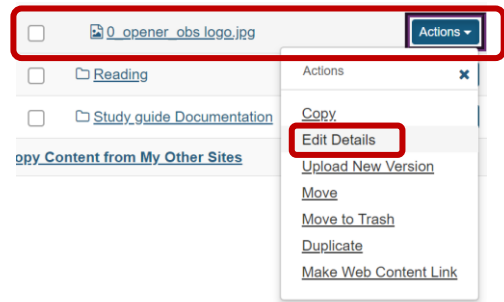 0_opener_obs logo.jpg Actions
Reading Actions
Study guide Documentation Copy
Edit Details
opy Content from My Other Sites Upload New Version
Move
Move to Trash
Duplicate
Make Web Content Link